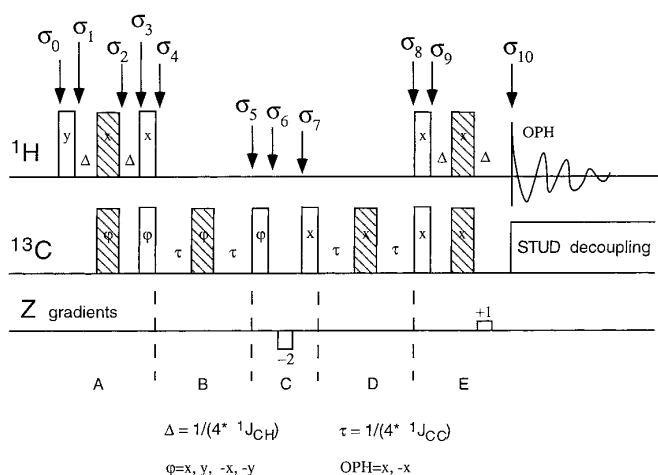 σ0 σ1 σ2 σ3 σ4 σ5 σ6 σ7 σ8 σ9 σ10
1H y Δ x Δ x x Δ x Δ OPH
13C φ φ τ φ τ φ x τ x τ x x STUD decoupling
Z gradients −2 +1
A B C D E
Δ = 1/(4* 1JCH) τ = 1/(4* 1JCC)
φ=x, y, -x, -y OPH=x, -x